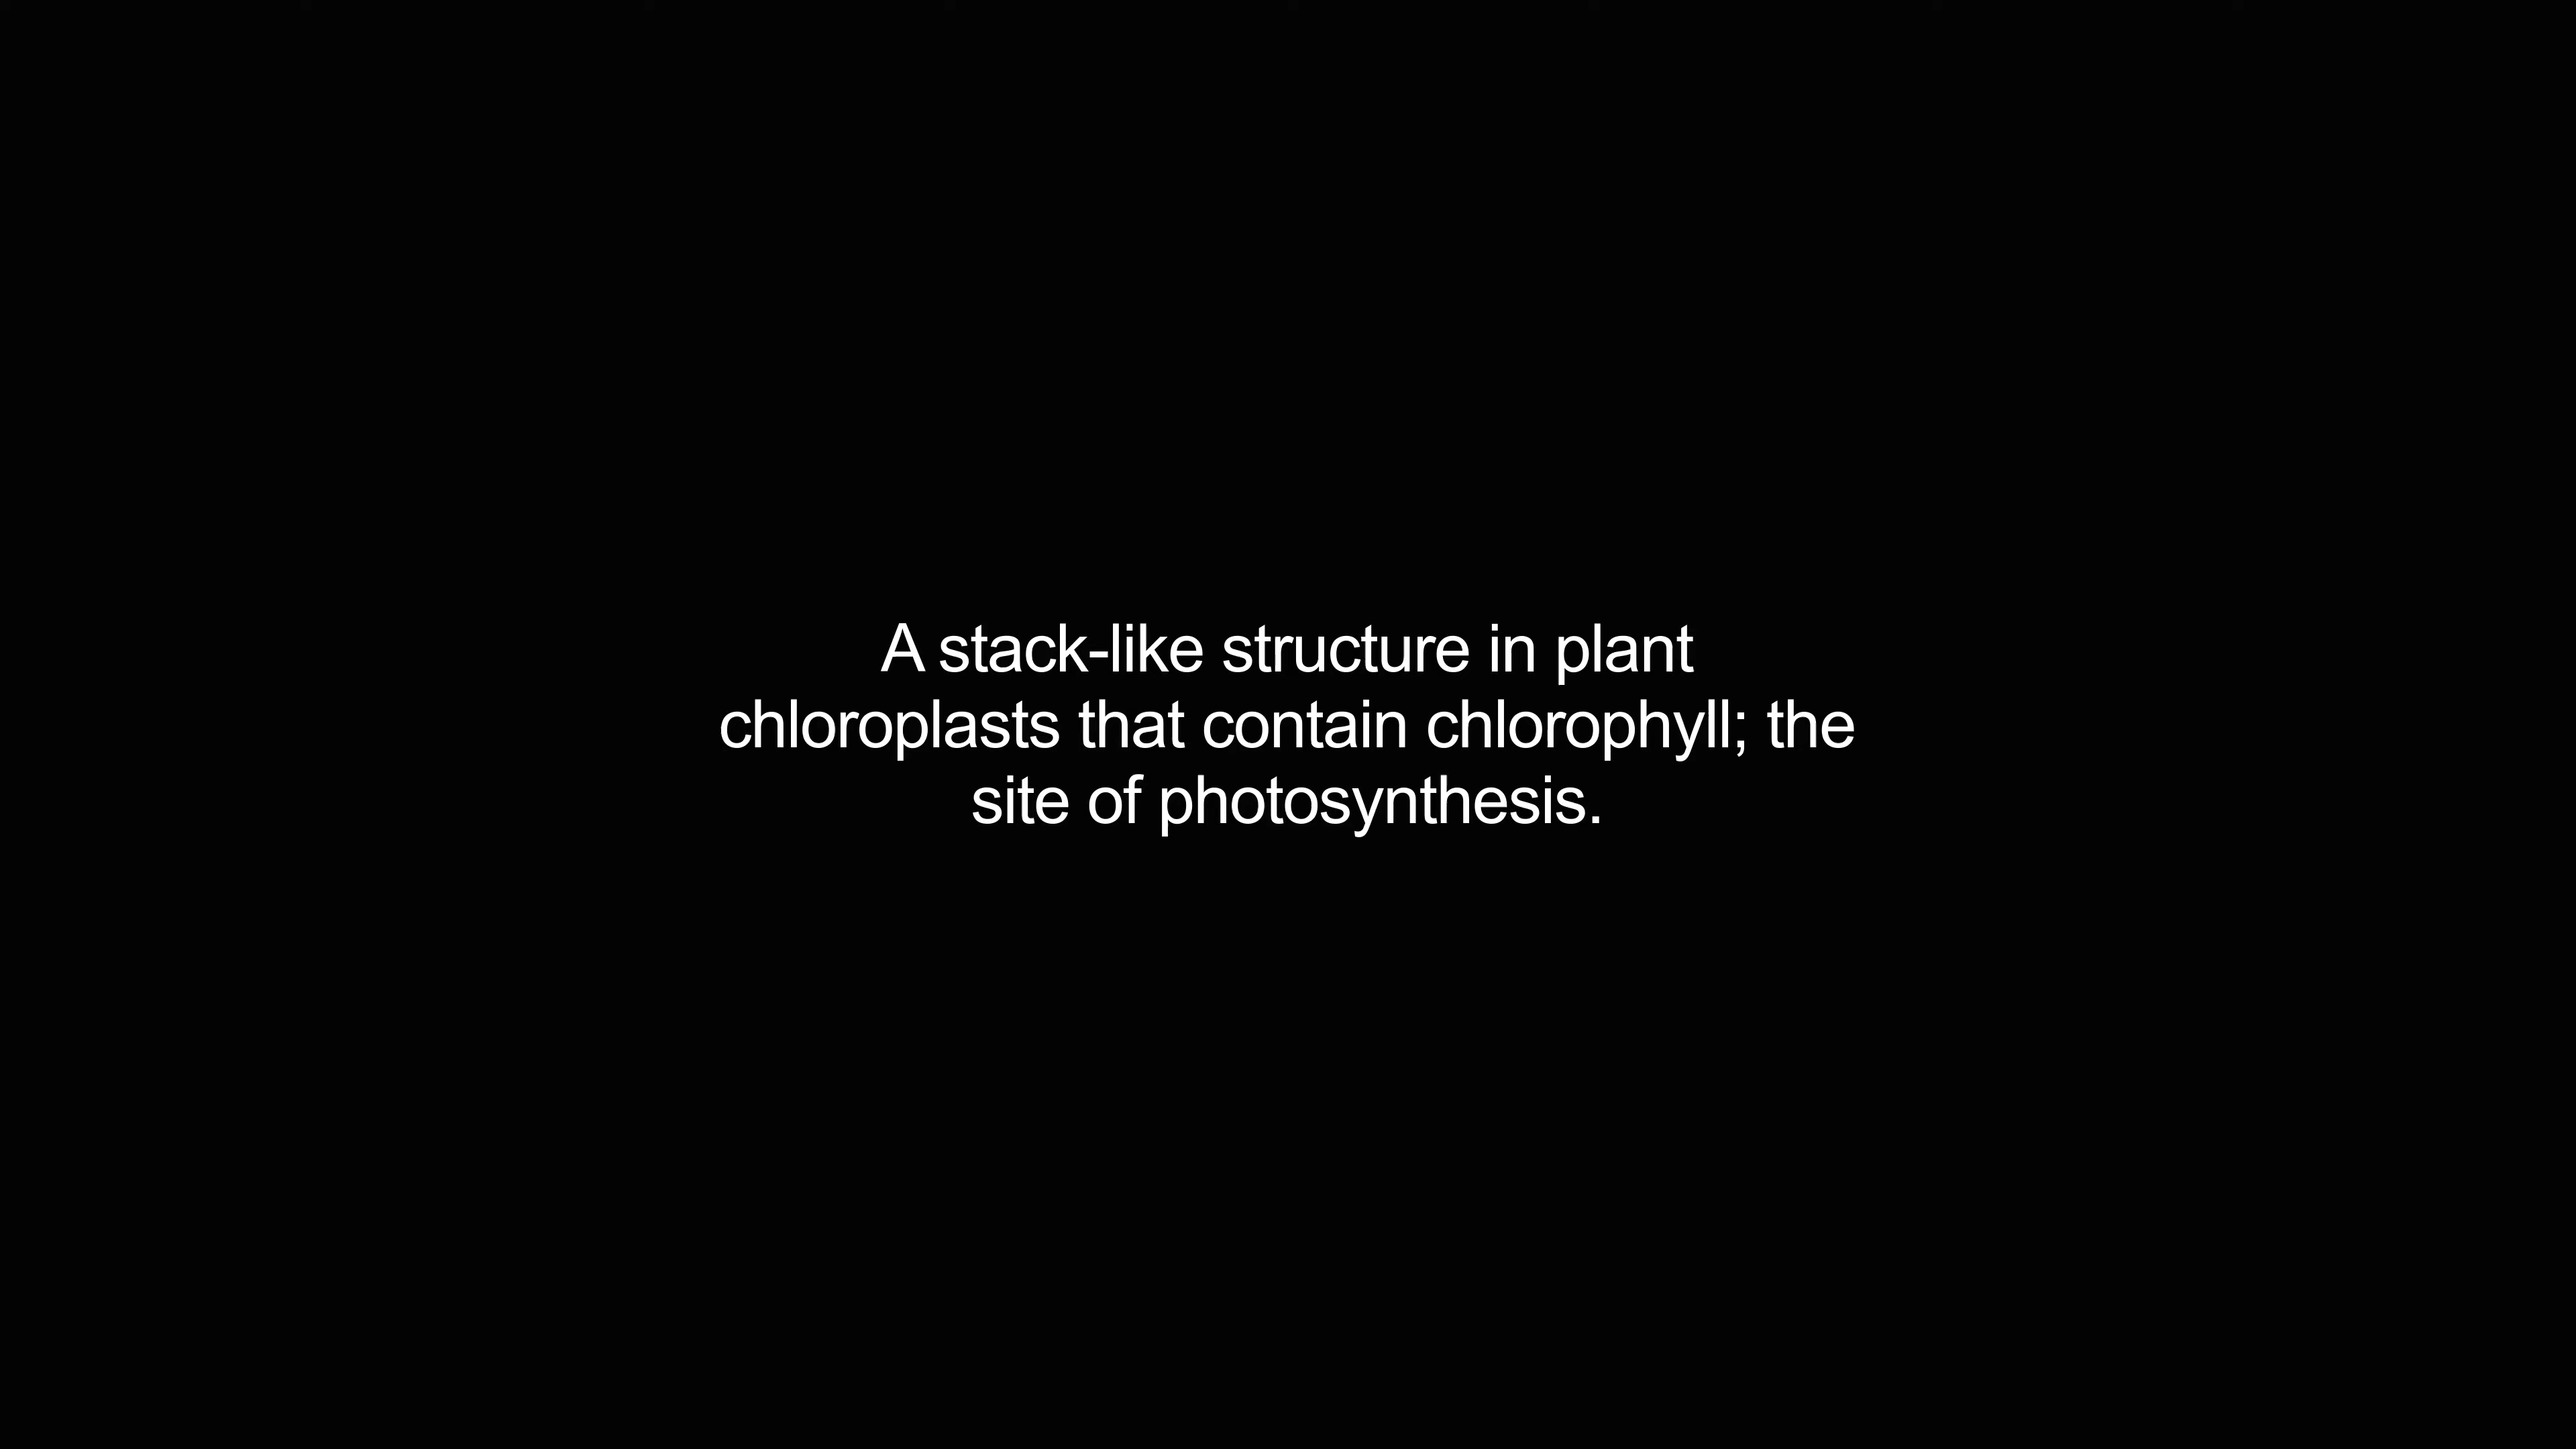 A stack-like structure in plant
chloroplasts that contain chlorophyll; the
site of photosynthesis.